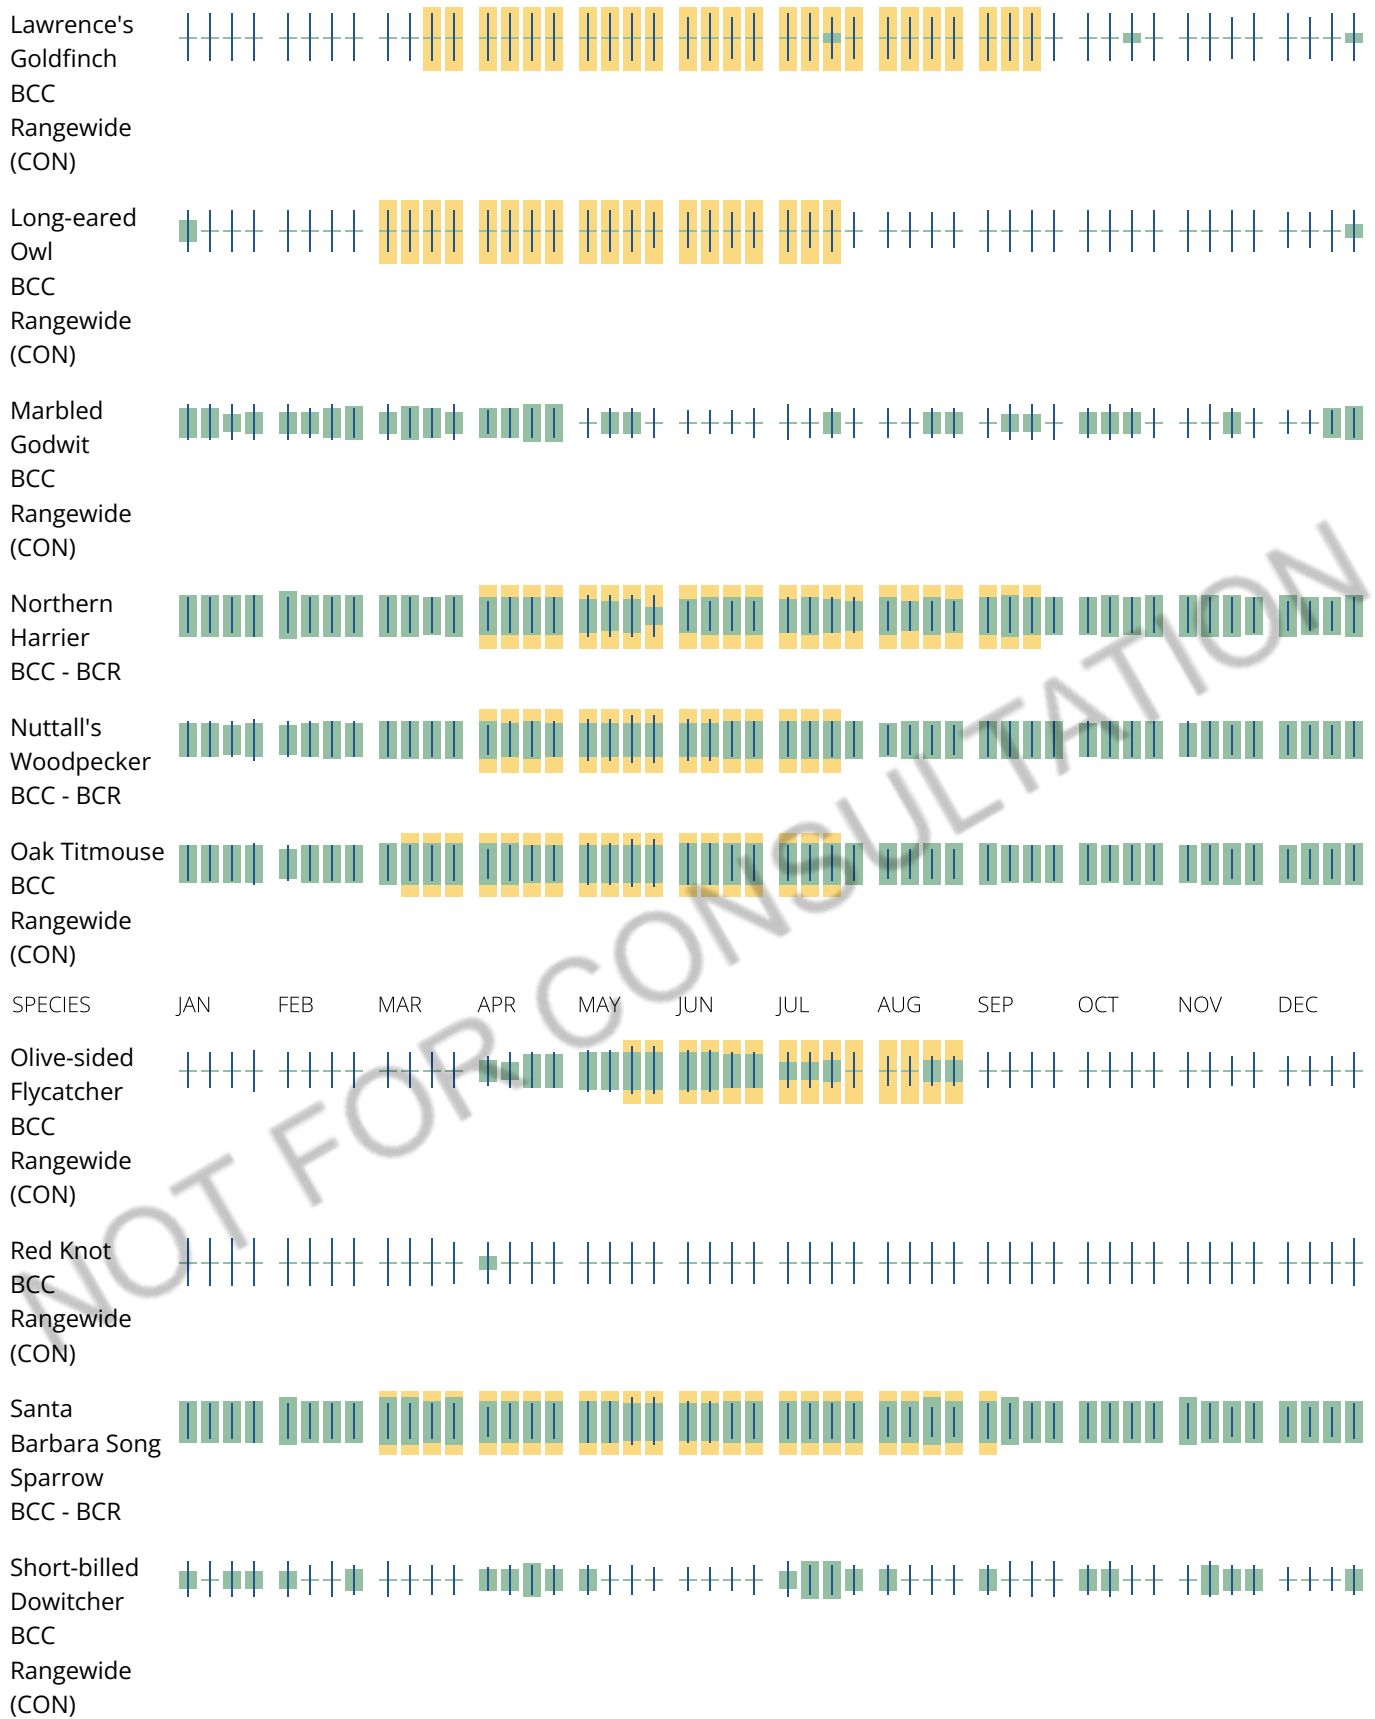 Lawrence's
Goldfinch
BCC
Rangewide
(CON)
Long-eared
Owl
BCC
Rangewide
(CON)
Marbled
Godwit
BCC
Rangewide
(CON)
Northern
Harrier
BCC - BCR
Nuttall's
Woodpecker
BCC - BCR
Oak Titmouse
BCC
Rangewide
(CON)
SPECIES JAN FEB MAR APR MAY JUN JUL AUG SEP OCT NOV DEC
Olive-sided
Flycatcher
BCC
Rangewide
(CON)
Red Knot
BCC
Rangewide
(CON)
Santa
Barbara Song
Sparrow
BCC - BCR
Short-billed
Dowitcher
BCC
Rangewide
(CON)
NOT FOR CONSULTATION